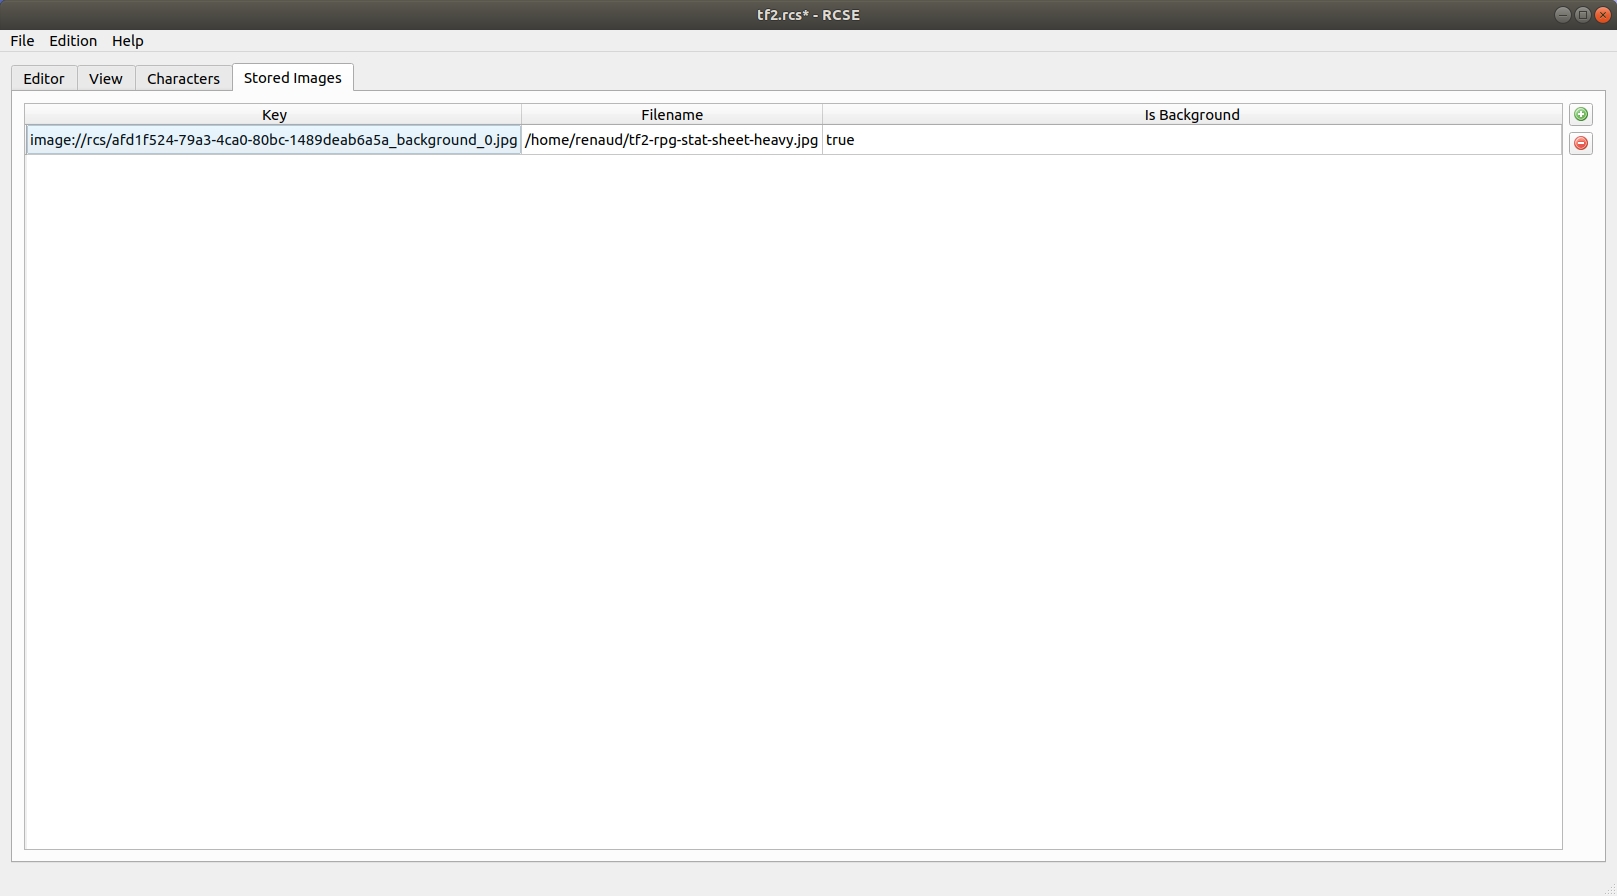 tf2.rcs* - RCSE
File Edition Help
Editor View Characters Stored Images
Key Filename Is Background
image://rcs/afd1f524-79a3-4ca0-80bc-1489deab6a5a_background_0.jpg /home/renaud/tf2-rpg-stat-sheet-heavy.jpg true